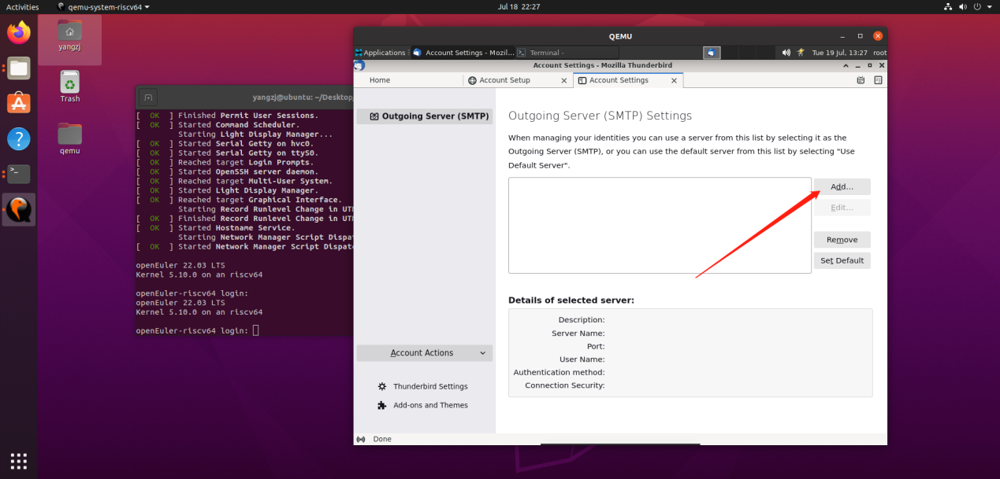 Activities
qemu-system-riscv64
Jul 18 22:27
yangzj
Trash
qemu
yangzj@ubuntu: ~/Desktop/
[ OK ] Finished Permit User Sessions.
[ OK ] Started Command Scheduler.
Starting Light Display Manager...
[ OK ] Started Serial Getty on hvc0.
[ OK ] Started Serial Getty on ttyS0.
[ OK ] Reached target Login Prompts.
[ OK ] Started OpenSSH server daemon.
[ OK ] Reached target Multi-User System.
[ OK ] Started Light Display Manager.
[ OK ] Reached target Graphical Interface.
Starting Record Runlevel Change in UTM
[ OK ] Finished Record Runlevel Change in UTM
[ OK ] Started Hostname Service.
Starting Network Manager Script Dispat
[ OK ] Started Network Manager Script Dispat
openEuler 22.03 LTS
Kernel 5.10.0 on an riscv64
openEuler-riscv64 login:
openEuler 22.03 LTS
Kernel 5.10.0 on an riscv64
openEuler-riscv64 login:
QEMU
Applications
Account Settings - Mozil...
Terminal -
Tue 19 Jul, 13:27 root
Account Settings - Mozilla Thunderbird
Home
Account Setup
Account Settings
Outgoing Server (SMTP)
Account Actions
Thunderbird Settings
Add-ons and Themes
Outgoing Server (SMTP) Settings
When managing your identities you can use a server from this list by selecting it as the
Outgoing Server (SMTP), or you can use the default server from this list by selecting "Use
Default Server".
Add...
Edit...
Remove
Set Default
Details of selected server:
Description:
Server Name:
Port:
User Name:
Authentication method:
Connection Security:
Done